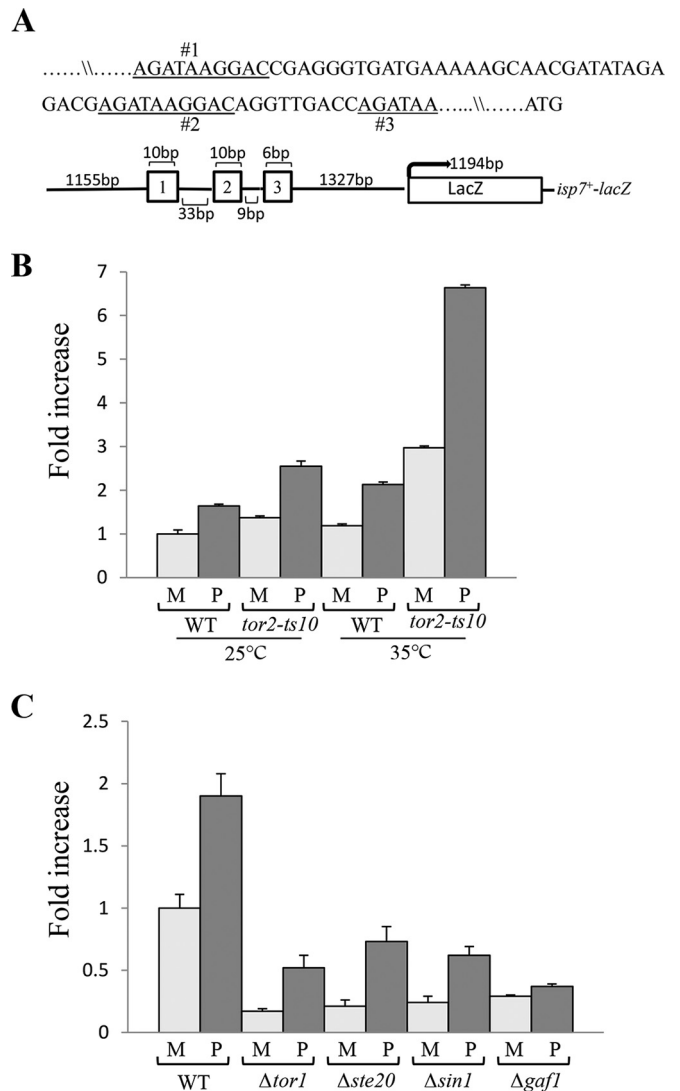 A
#1
……\\……AGATAAGGACCGAGGGTGATGAAAAAGCAACGATATAGA
GACGAGATAAGGACAGGTTGACCAGATAA…...\\……ATG
#2 #3
10bp 10bp 6bp
1155bp 1 2 3 1327bp 1194bp LacZ isp7⁺-lacZ
33bp 9bp
B
Fold increase
7
6
5
4
3
2
1
0
M P M P M P M P
WT tor2-ts10 WT tor2-ts10
25°C 35°C
C
Fold increase
2.5
2
1.5
1
0.5
0
M P M P M P M P M P
WT Δtor1 Δste20 Δsin1 Δgaf1